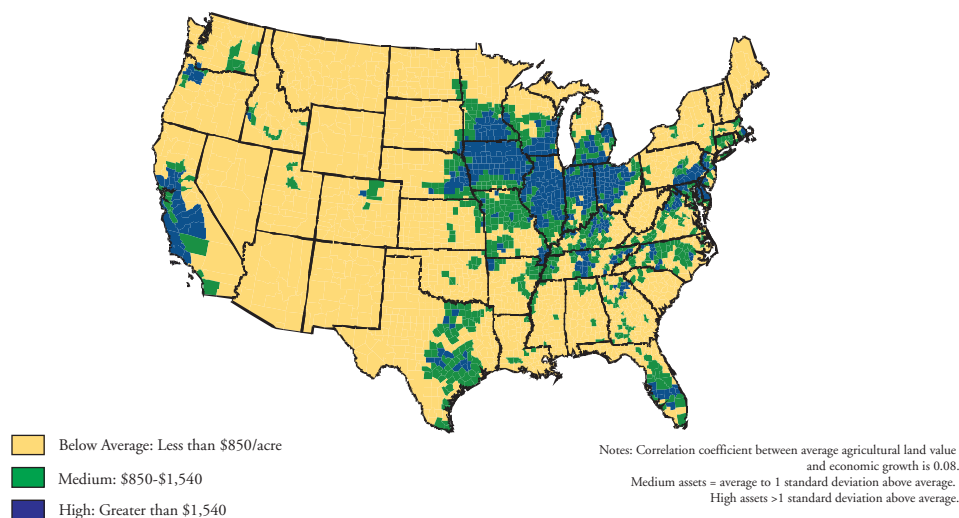 Below Average: Less than $850/acre
Medium: $850-$1,540
High: Greater than $1,540
Notes: Correlation coefficient between average agricultural land value
and economic growth is 0.08.
Medium assets = average to 1 standard deviation above average.
High assets >1 standard deviation above average.